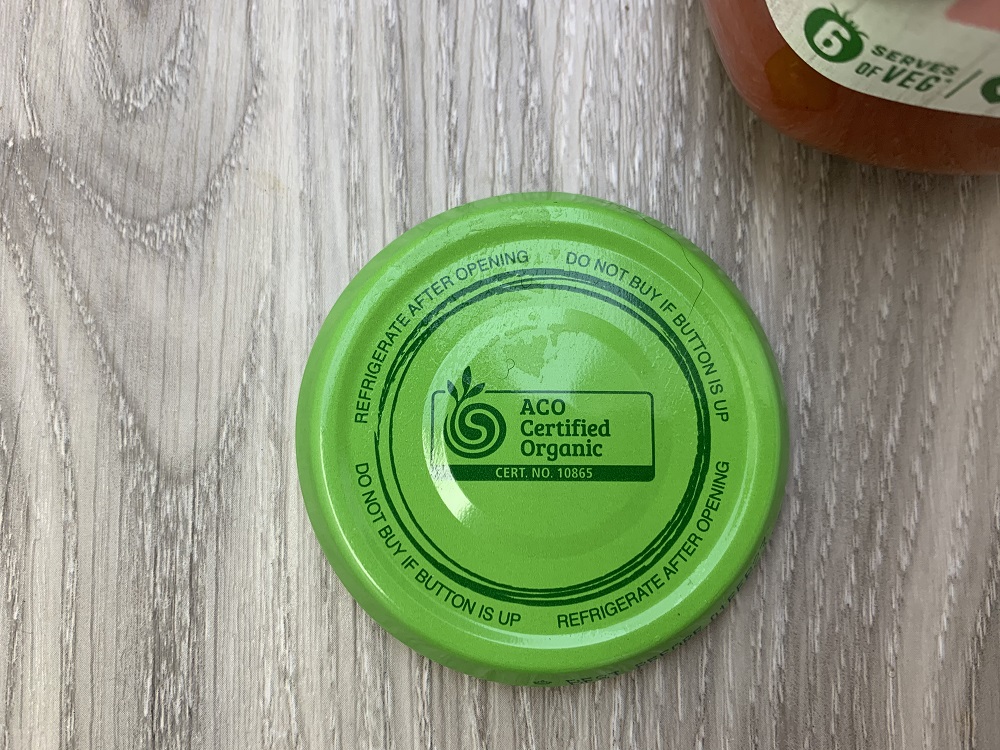 6 SERVES
OF VEG*
REFRIGERATE AFTER OPENING
DO NOT BUY IF BUTTON IS UP
ACO
Certified
Organic
CERT. NO. 10865
DO NOT BUY IF BUTTON IS UP
REFRIGERATE AFTER OPENING